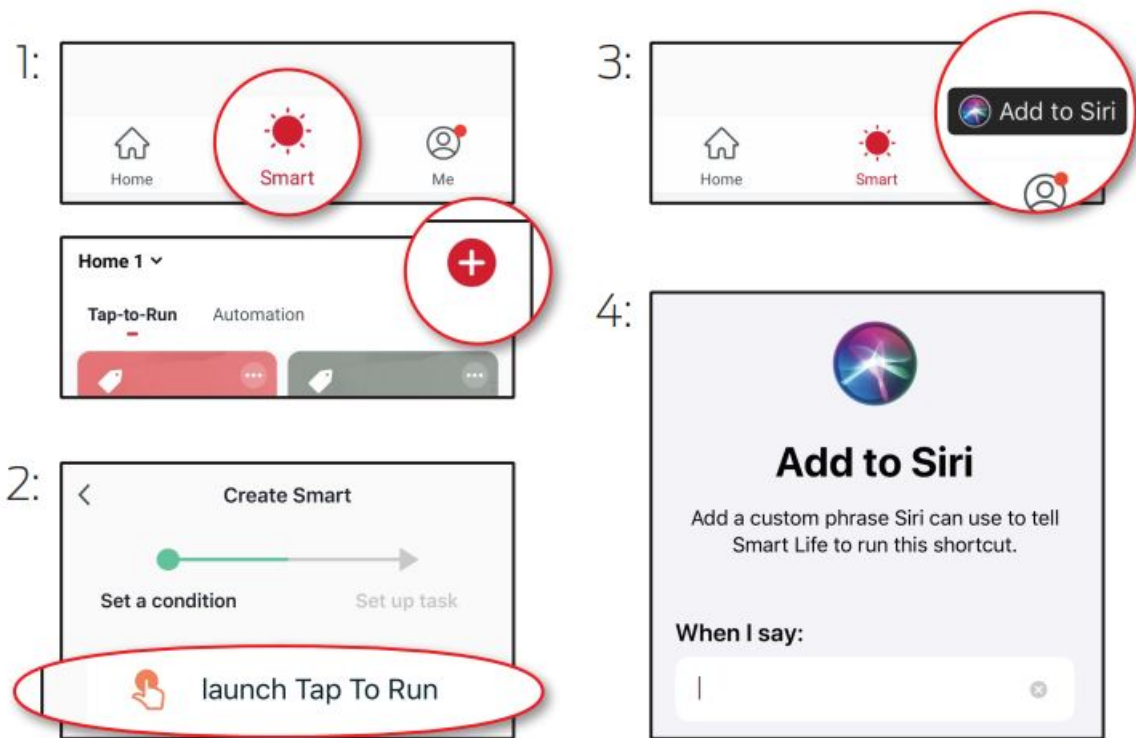 1:
Home
Smart
Me
Home 1
Tap-to-Run
Automation
2:
Create Smart
Set a condition
Set up task
launch Tap To Run
3:
Add to Siri
Home
Smart
4:
Add to Siri
Add a custom phrase Siri can use to tell
Smart Life to run this shortcut.
When I say: